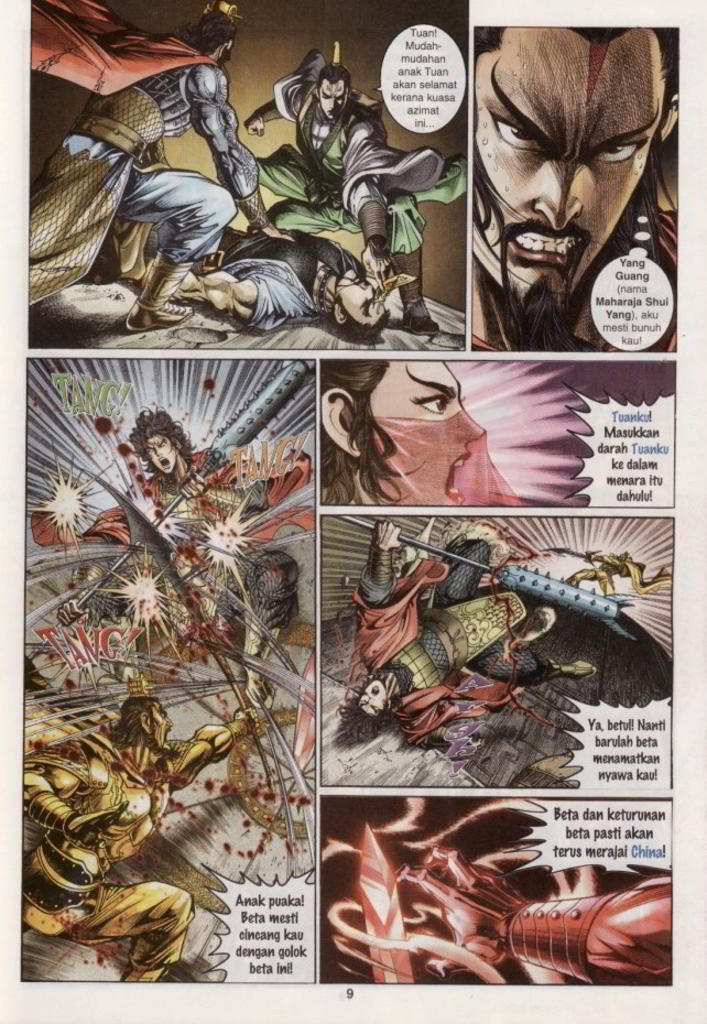 Tuan!
Mudah-
mudahan
anak Tuan
akan selamat
kerana kuasa
azimat
ini...
Yang
Guang
(nama
Maharaja Shui
Yang), aku
mesti bunuh
kau!
TANG!
TANG!
TANG!
Anak puaka!
Beta mesti
cincang kau
dengan golok
beta ini!
Tuanku!
Masukkan
darah Tuanku
ke dalam
menara itu
dahulu!
Ya, betul! Nanti
barulah beta
menamatkan
nyawa kau!
Beta dan keturunan
beta pasti akan
terus merajai China!
9